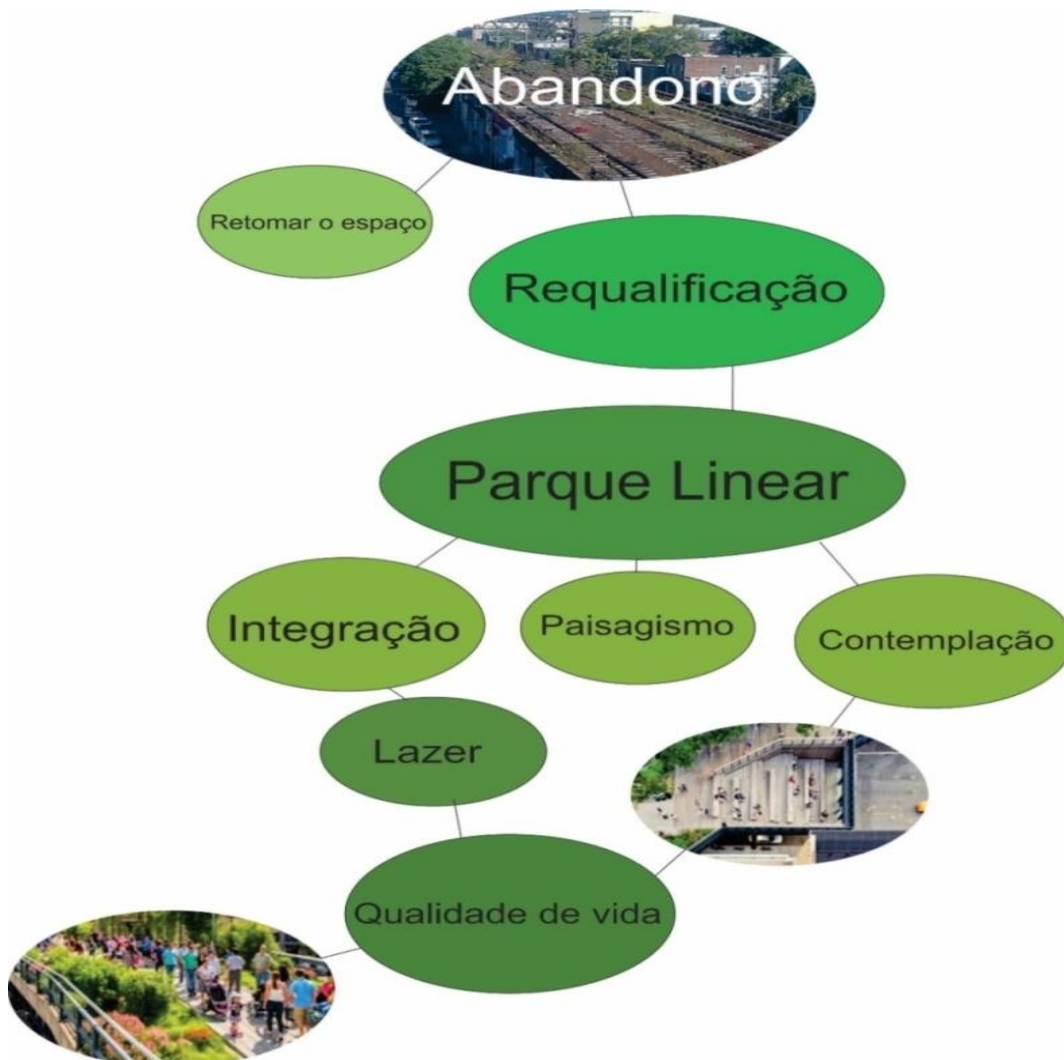 Abandono
Retomar o espaço
Requalificação
Parque Linear
Integração
Paisagismo
Contemplação
Lazer
Qualidade de vida